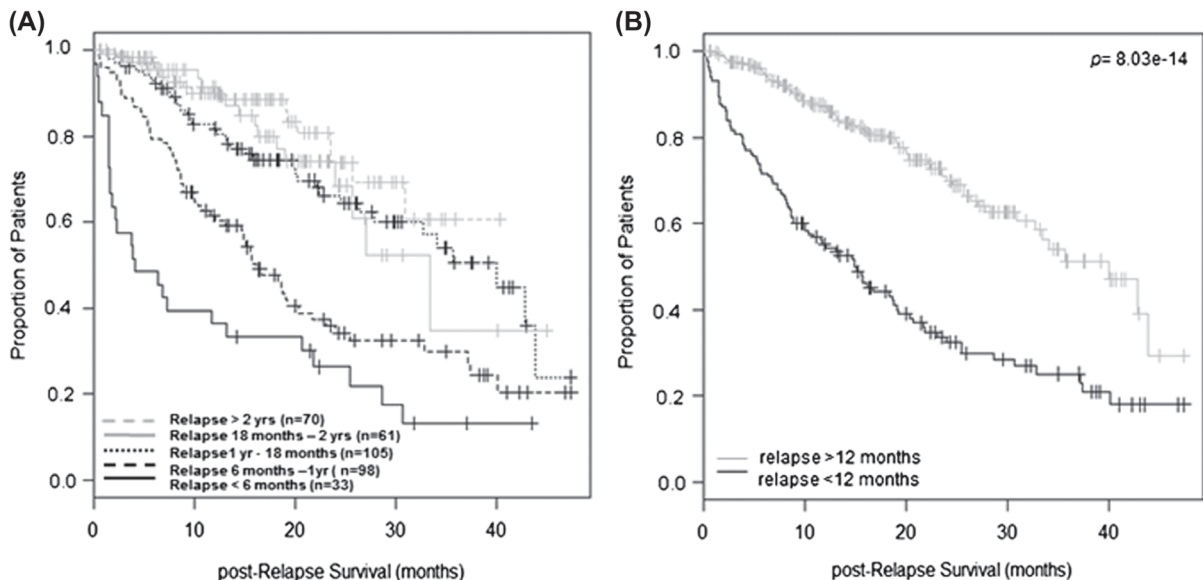 (A)
Proportion of Patients
1.0
0.8
0.6
0.4
0.2
0.0
Relapse > 2 yrs (n=70)
Relapse 18 months – 2 yrs (n=61)
Relapse 1 yr - 18 months (n=105)
Relapse 6 months –1yr ( n=98)
Relapse < 6 months (n=33)
0 10 20 30 40
post-Relapse Survival (months)
(B)
p= 8.03e-14
Proportion of Patients
1.0
0.8
0.6
0.4
0.2
0.0
relapse >12 months
relapse <12 months
0 10 20 30 40
post-Relapse Survival (months)